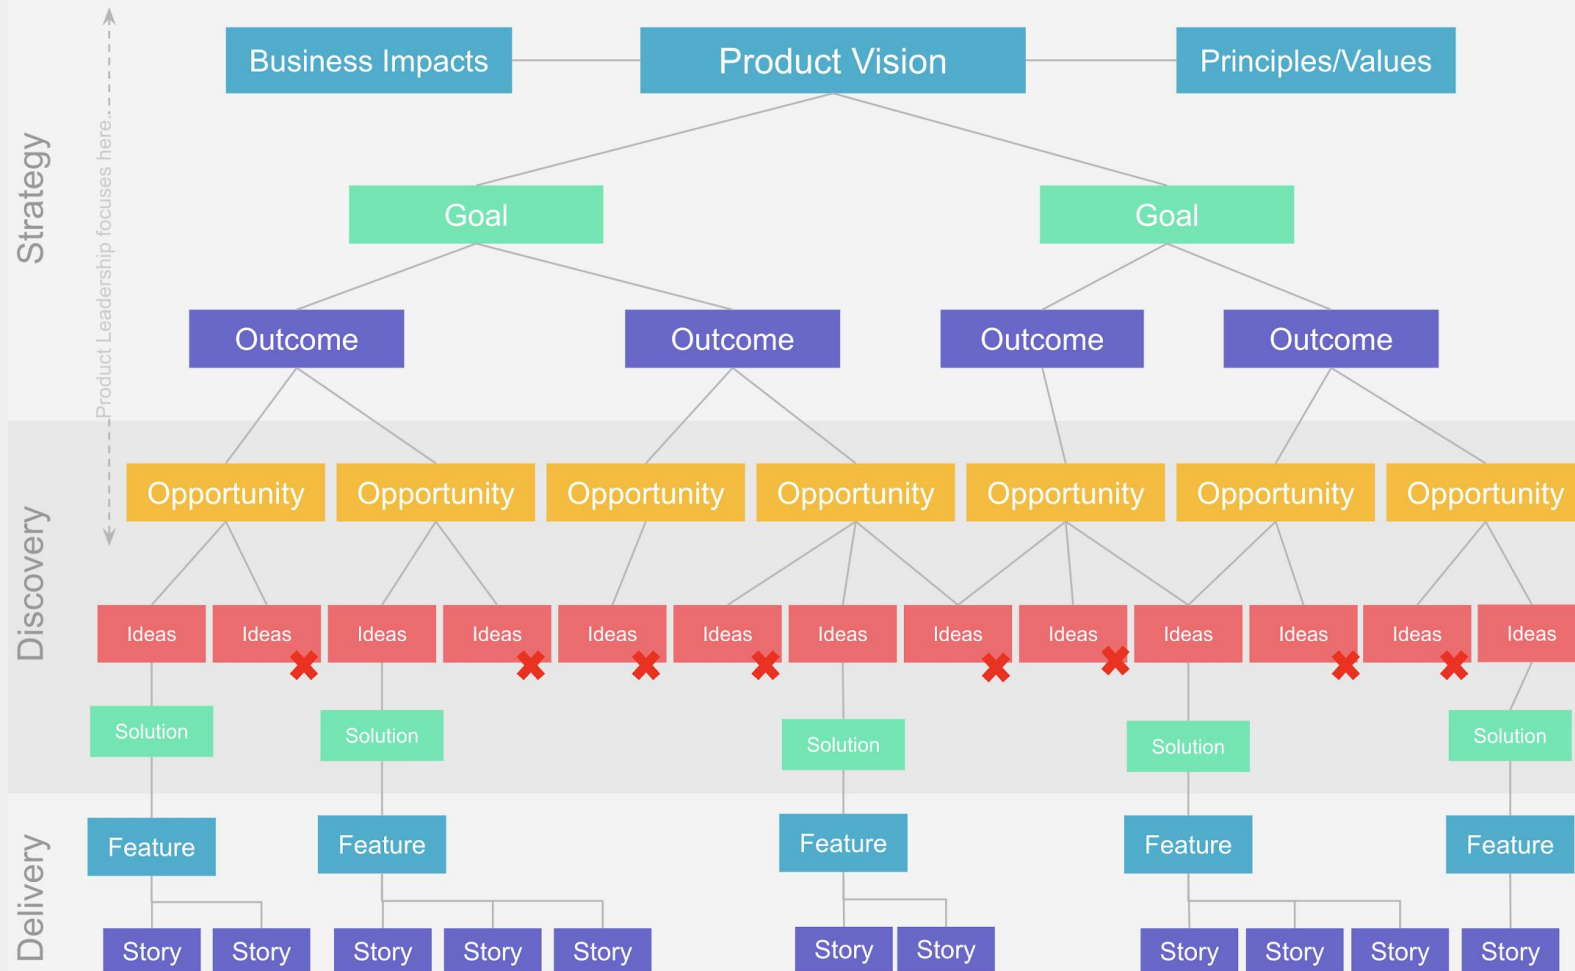 Business Impacts
Product Vision
Principles/Values
Strategy
Product Leadership focuses here...
Goal
Goal
Outcome
Outcome
Outcome
Outcome
Discovery
Opportunity
Opportunity
Opportunity
Opportunity
Opportunity
Opportunity
Opportunity
Ideas
Ideas
Ideas
Ideas
Ideas
Ideas
Ideas
Ideas
Ideas
Ideas
Ideas
Ideas
Ideas
Solution
Solution
Solution
Solution
Solution
Delivery
Feature
Feature
Feature
Feature
Feature
Story
Story
Story
Story
Story
Story
Story
Story
Story
Story
Story